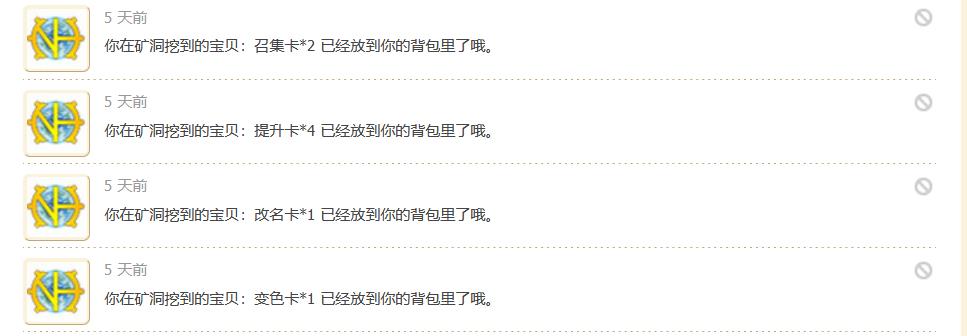 5 天前
你在矿洞挖到的宝贝：召集卡*2 已经放到你的背包里了哦。
5 天前
你在矿洞挖到的宝贝：提升卡*4 已经放到你的背包里了哦。
5 天前
你在矿洞挖到的宝贝：改名卡*1 已经放到你的背包里了哦。
5 天前
你在矿洞挖到的宝贝：变色卡*1 已经放到你的背包里了哦。